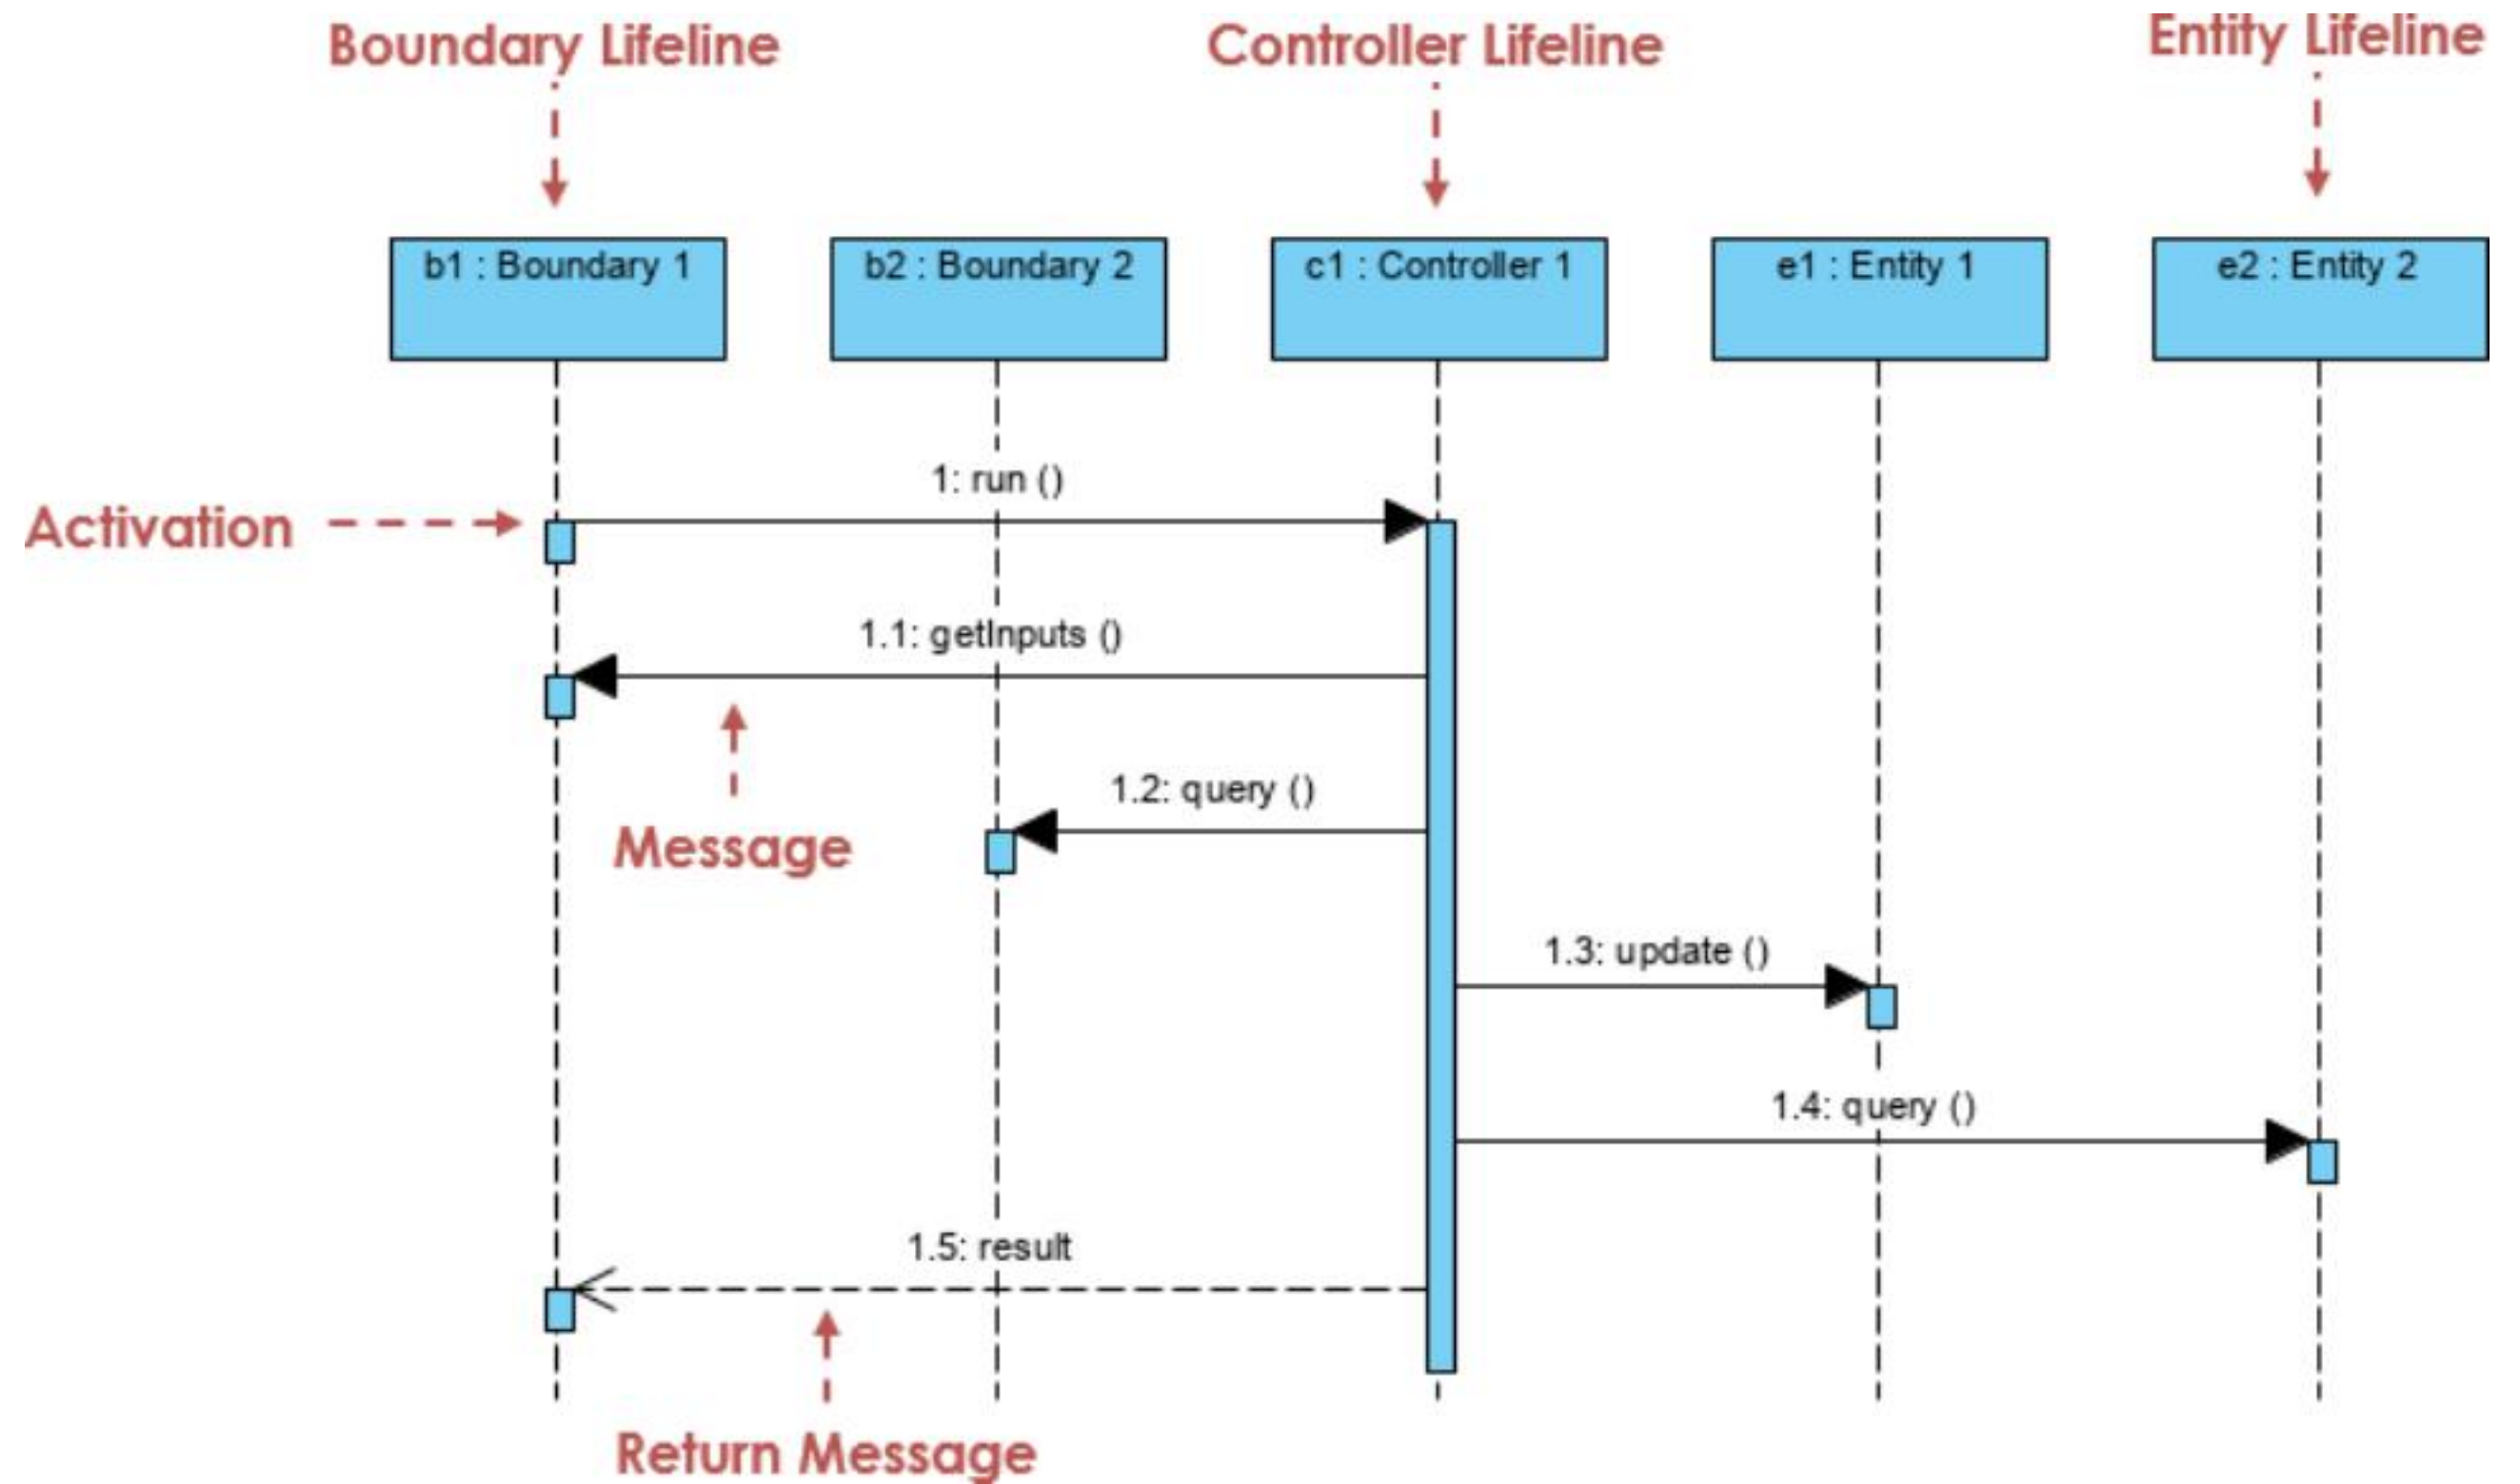 Boundary Lifeline
Controller Lifeline
Entity Lifeline
b1 : Boundary 1
b2 : Boundary 2
c1 : Controller 1
e1 : Entity 1
e2 : Entity 2
1: run ()
Activation
1.1: getInputs ()
1.2: query ()
Message
1.3: update ()
1.4: query ()
1.5: result
Return Message